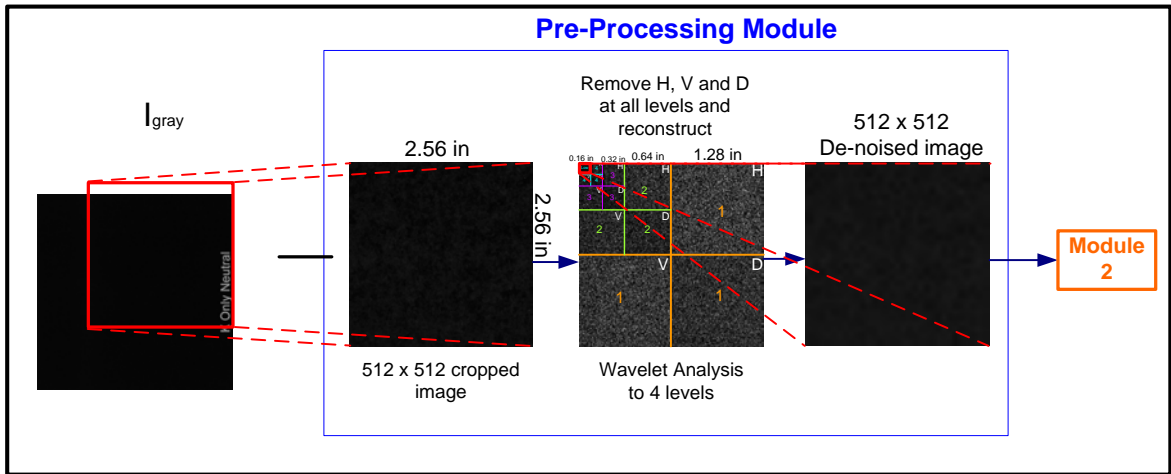 Pre-Processing Module
Remove H, V and D
at all levels and
reconstruct
Igray
512 x 512
De-noised image
2.56 in
0.16 in 0.32 in 0.64 in 1.28 in
H H H
2 1
3
V D
V D
2 2
V D
1 1
2.56 in
K Only Neutral
Module
2
512 x 512 cropped
image
Wavelet Analysis
to 4 levels